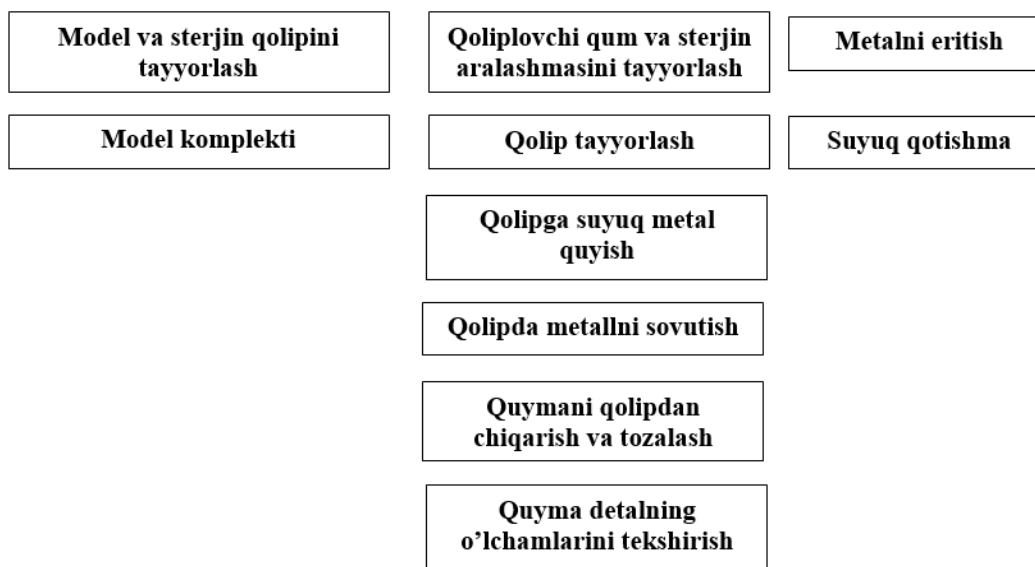 Model va sterjin qolipini
tayyorlash
Qoliplovchi qum va sterjin
aralashmasini tayyorlash
Metalni eritish
Model komplekti
Qolip tayyorlash
Suyuq qotishma
Qolipga suyuq metal
quyish
Qolipda metallni sovutish
Quymani qolipdan
chiqarish va tozalash
Quyma detalning
o’lchamlarini tekshirish